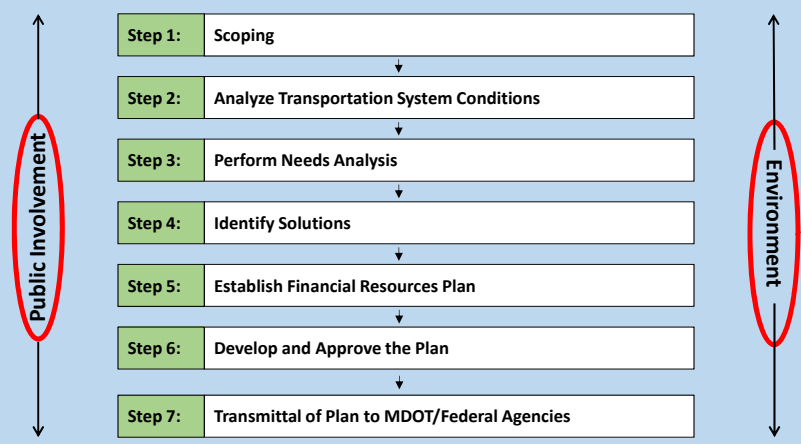 Step 1: Scoping
Step 2: Analyze Transportation System Conditions
Step 3: Perform Needs Analysis
Step 4: Identify Solutions
Step 5: Establish Financial Resources Plan
Step 6: Develop and Approve the Plan
Step 7: Transmittal of Plan to MDOT/Federal Agencies
Public Involvement
Environment